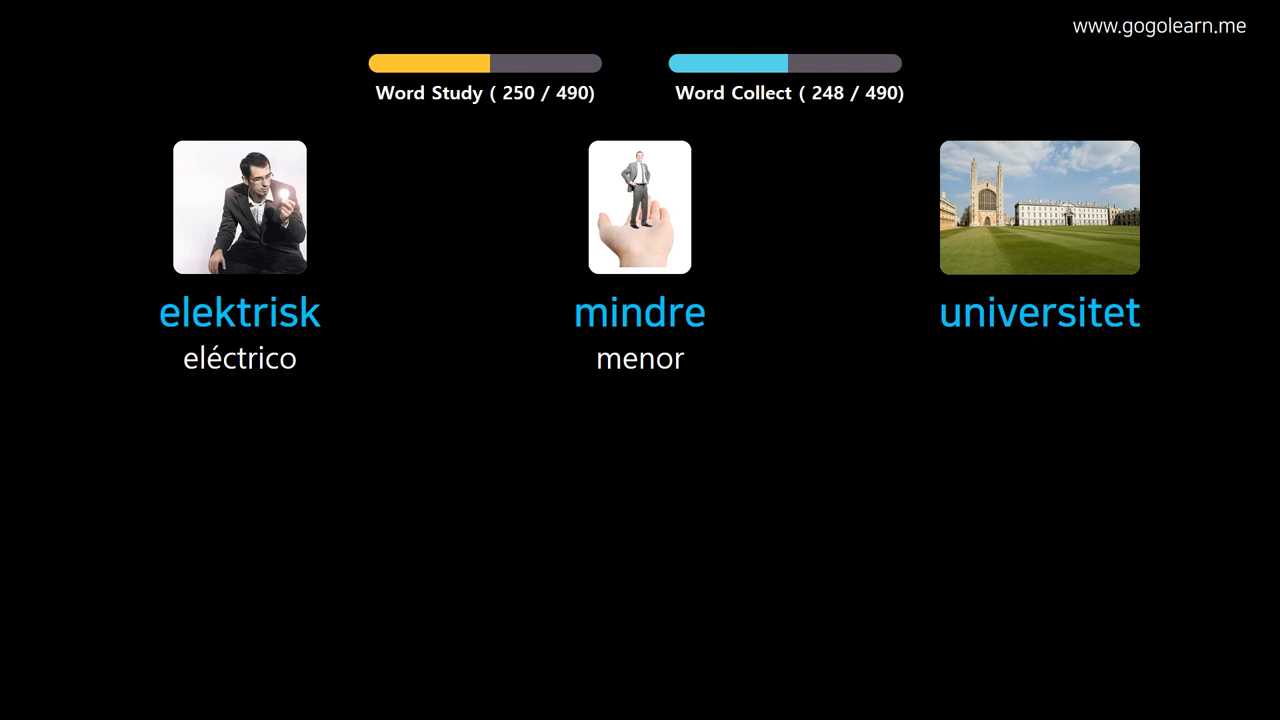 www.gogolearn.me
Word Study ( 250 / 490)
Word Collect ( 248 / 490)
elektrisk
mindre
universitet
eléctrico
menor